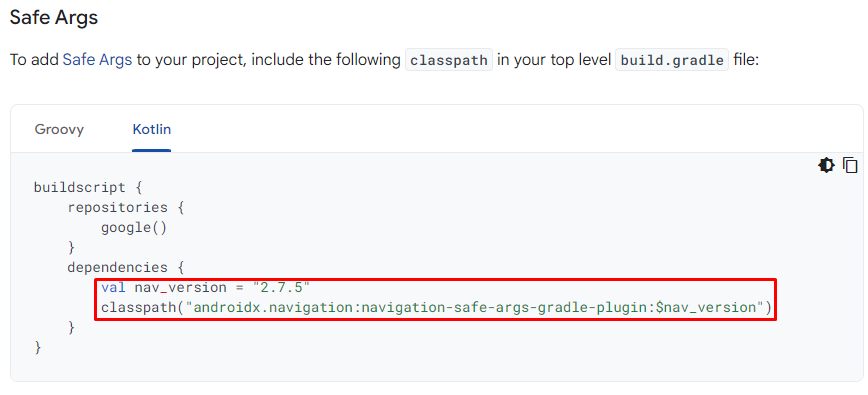 Safe Args
To add Safe Args to your project, include the following classpath in your top level build.gradle file:
Groovy Kotlin
buildscript {
    repositories {
        google()
    }
    dependencies {
        val nav_version = "2.7.5"
        classpath("androidx.navigation:navigation-safe-args-gradle-plugin:$nav_version")
    }
}